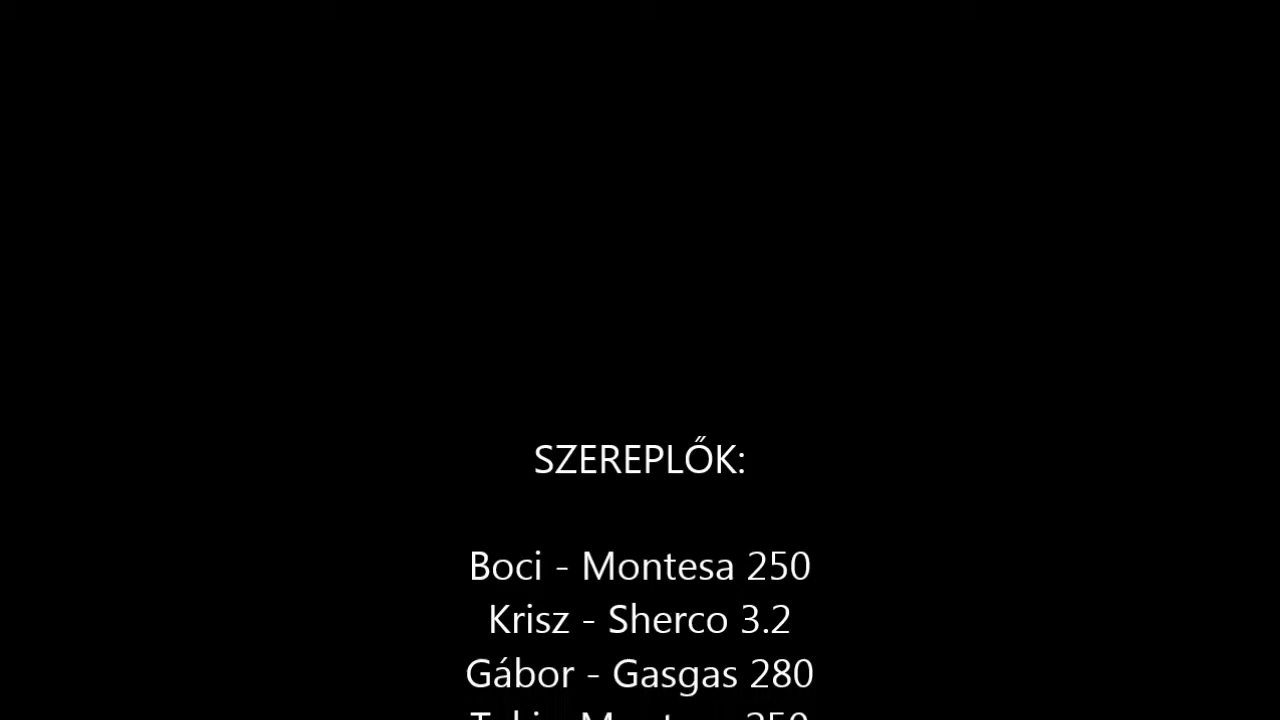 SZEREPLŐK:
Boci - Montesa 250
Krisz - Sherco 3.2
Gábor - Gasgas 280